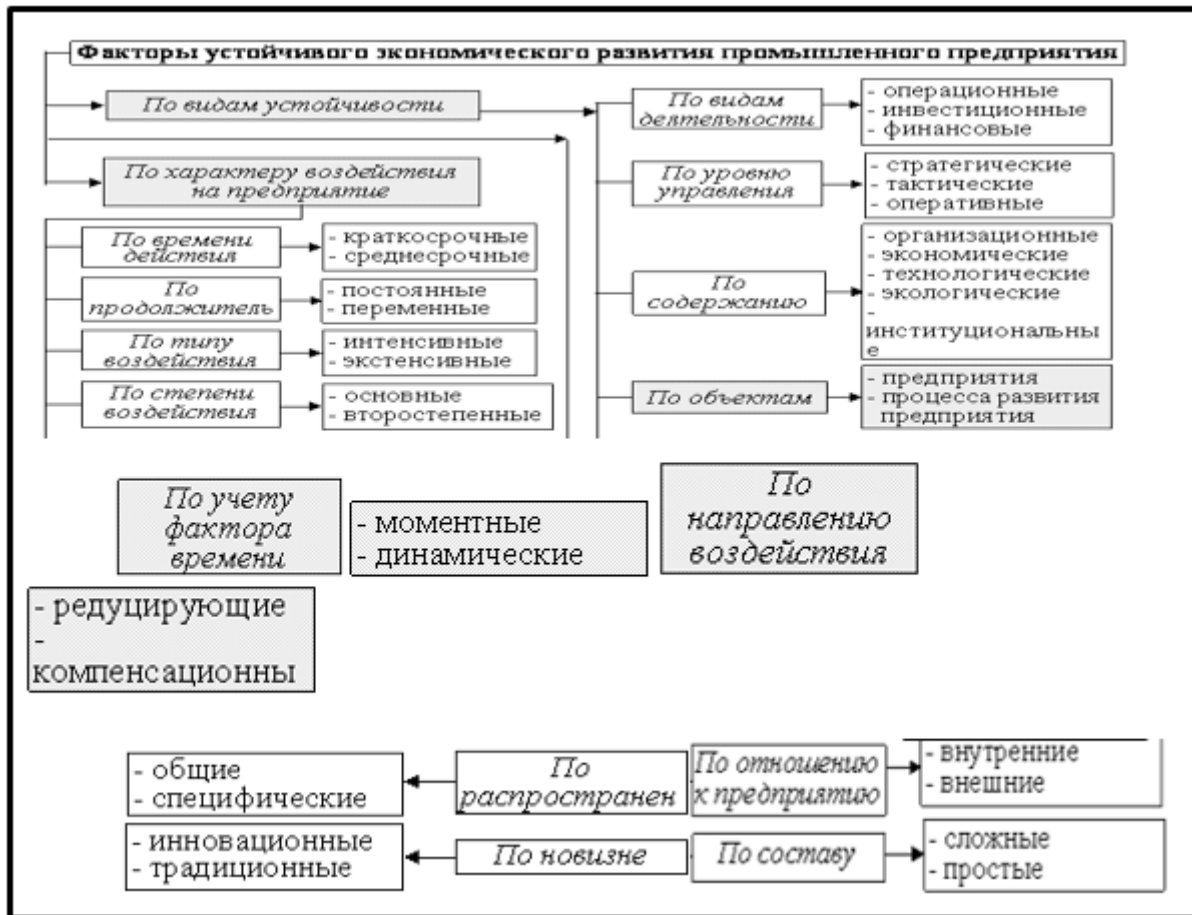 Факторы устойчивого экономического развития промышленного предприятия
По видам устойчивости
По характеру воздействия
на предприятие
По времени
действия
- краткосрочные
- среднесрочные
По
продолжитель
- постоянные
- переменные
По типу
воздействия
- интенсивные
- экстенсивные
По степени
воздействия
- основные
- второстепенные
По видам
деятельности
- операционные
- инвестиционные
- финансовые
По уровню
управления
- стратегические
- тактические
- оперативные
По
содержанию
- организационные
- экономические
- технологические
- экологические
-
институциональны
е
По объектам
- предприятия
- процесса развития
предприятия
По учету
фактора
времени
- моментные
- динамические
По
направлению
воздействия
- редуцирующие
-
компенсационны
- общие
- специфические
По
распространен
По отношению
к предприятию
- внутренние
- внешние
- инновационные
- традиционные
По новизне
По составу
- сложные
- простые